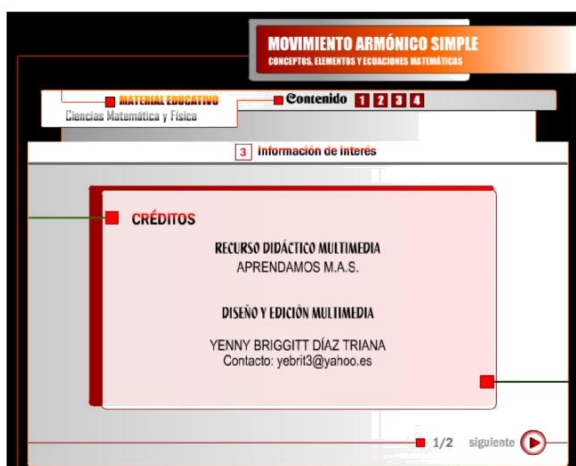 MOVIMIENTO ARMÓNICO SIMPLE
CONCEPTOS, ELEMENTOS Y ECUACIONES MATEMÁTICAS
MATERIAL EDUCATIVO
Contenido 1 2 3 4
Ciencias Matemática y Física
3 Información de interés
CRÉDITOS
RECURSO DIDÁCTICO MULTIMEDIA
APRENDAMOS M.A.S.
DISEÑO Y EDICIÓN MULTIMEDIA
YENNY BRIGGITT DÍAZ TRIANA
Contacto: yebrit3@yahoo.es
1/2 siguiente